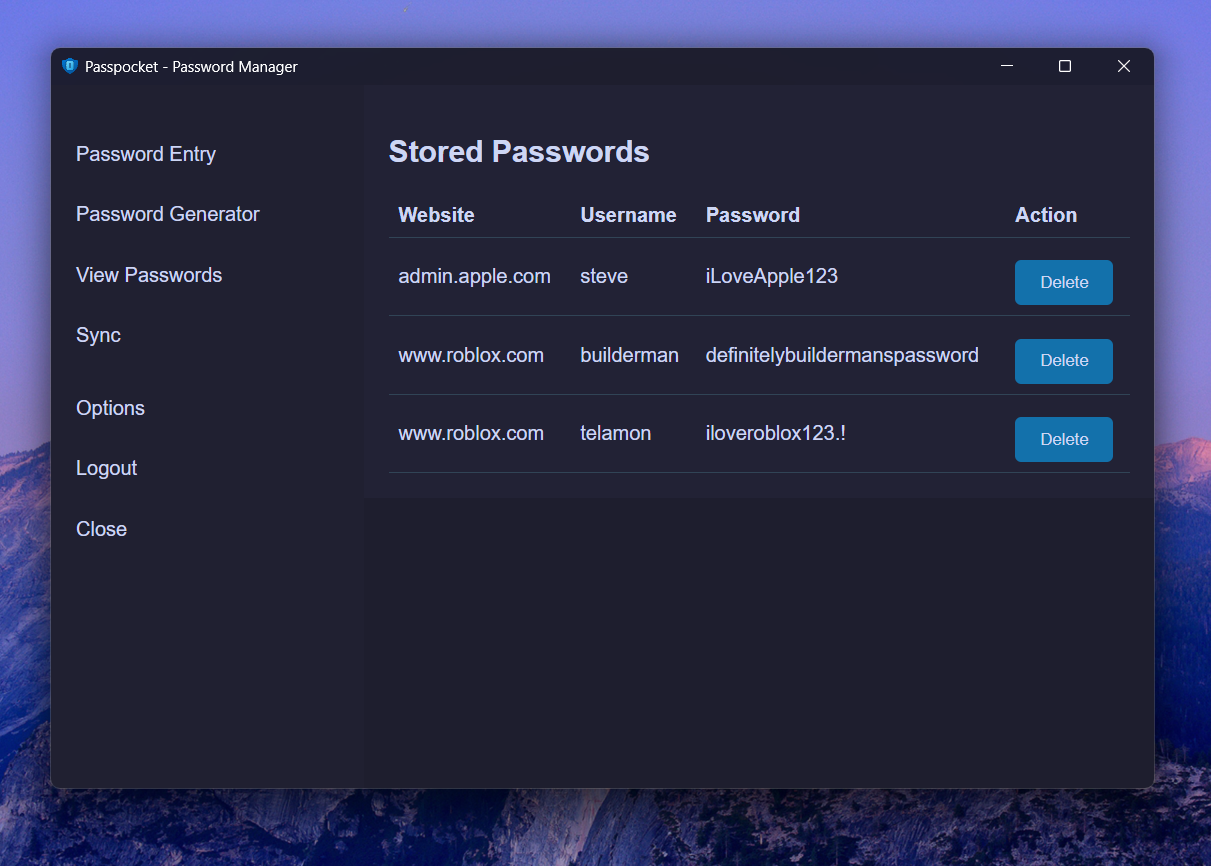 Passpocket - Password Manager
Password Entry
Password Generator
View Passwords
Sync
Options
Logout
Close
Stored Passwords
Website Username Password Action
admin.apple.com steve iLoveApple123 Delete
www.roblox.com builderman definitelybuildermanspassword Delete
www.roblox.com telamon iloveroblox123.! Delete